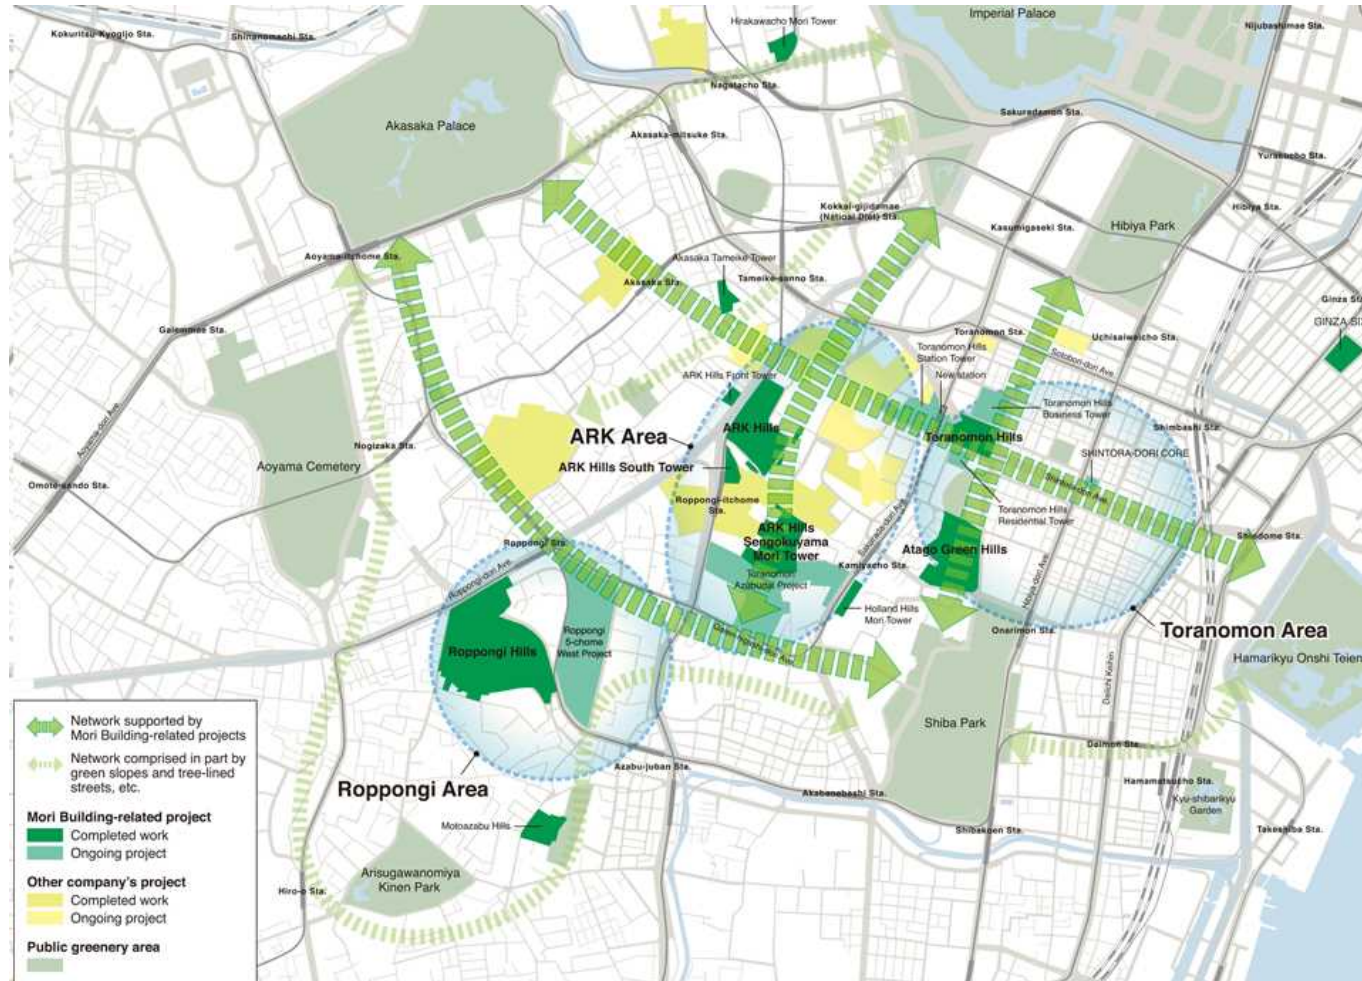 Imperial Palace
Hirakawacho Mori Tower
Nijubashimae Sta.
Kokuritsu-Kyogijo Sta.
Shinanomachi Sta.
Nagatacho Sta.
Sakuradamon Sta.
Akasaka Palace
Akasaka-mitsuke Sta.
Yurakucho Sta.
Kokkai-gijidamae
(National Diet) Sta.
Hibiya Sta.
Kasumigaseki Sta.
Hibiya Park
Aoyama-itchome Sta.
Akasaka Tameike Tower
Akasaka Sta.
Tameike-sanno Sta.
Ginza Sta.
GINZA SIX
Gaienmae Sta.
Toranomon Sta.
Uchisaiwaicho Sta.
Toranomon Hills
Station Tower
Sotobori-dori Ave.
New station
ARK Hills Front Tower
Toranomon Hills
Business Tower
Aoyama-dori Ave.
ARK Hills
Shimbashi Sta.
ARK Area
Toranomon Hills
Nogizaka Sta.
SHINTORA-DORI CORE
Aoyama Cemetery
ARK Hills South Tower
Omote-sando Sta.
Shintora-dori Ave.
Roppongi-itchome
Sta.
Toranomon Hills
Residential Tower
ARK Hills
Sengokuyama
Mori Tower
Sakurada-dori Ave.
Shiodome Sta.
Roppongi Sta.
Atago Green Hills
Kamiyacho Sta.
Roppongi-dori Ave.
Toranomon
Azabudai Project
Hibiya-dori Ave.
Holland Hills
Mori Tower
Onarimon Sta.
Toranomon Area
Roppongi
5-chome
West Project
Roppongi Hills
Hamarikyu Onshi Teien
Daiichi Keihin
Shiba Park
Daimon Sta.
Azabu-juban Sta.
Hamamatsucho Sta.
Roppongi Area
Akabanebashi Sta.
Kyu-shibarikyu
Garden
Motoazabu Hills
Shibakoen Sta.
Takeshiba Sta.
Arisugawanomiya
Kinen Park
Hiro-o Sta.
Network supported by
Mori Building-related projects
Network comprised in part by
green slopes and tree-lined
streets, etc.
Mori Building-related project
Completed work
Ongoing project
Other company's project
Completed work
Ongoing project
Public greenery area